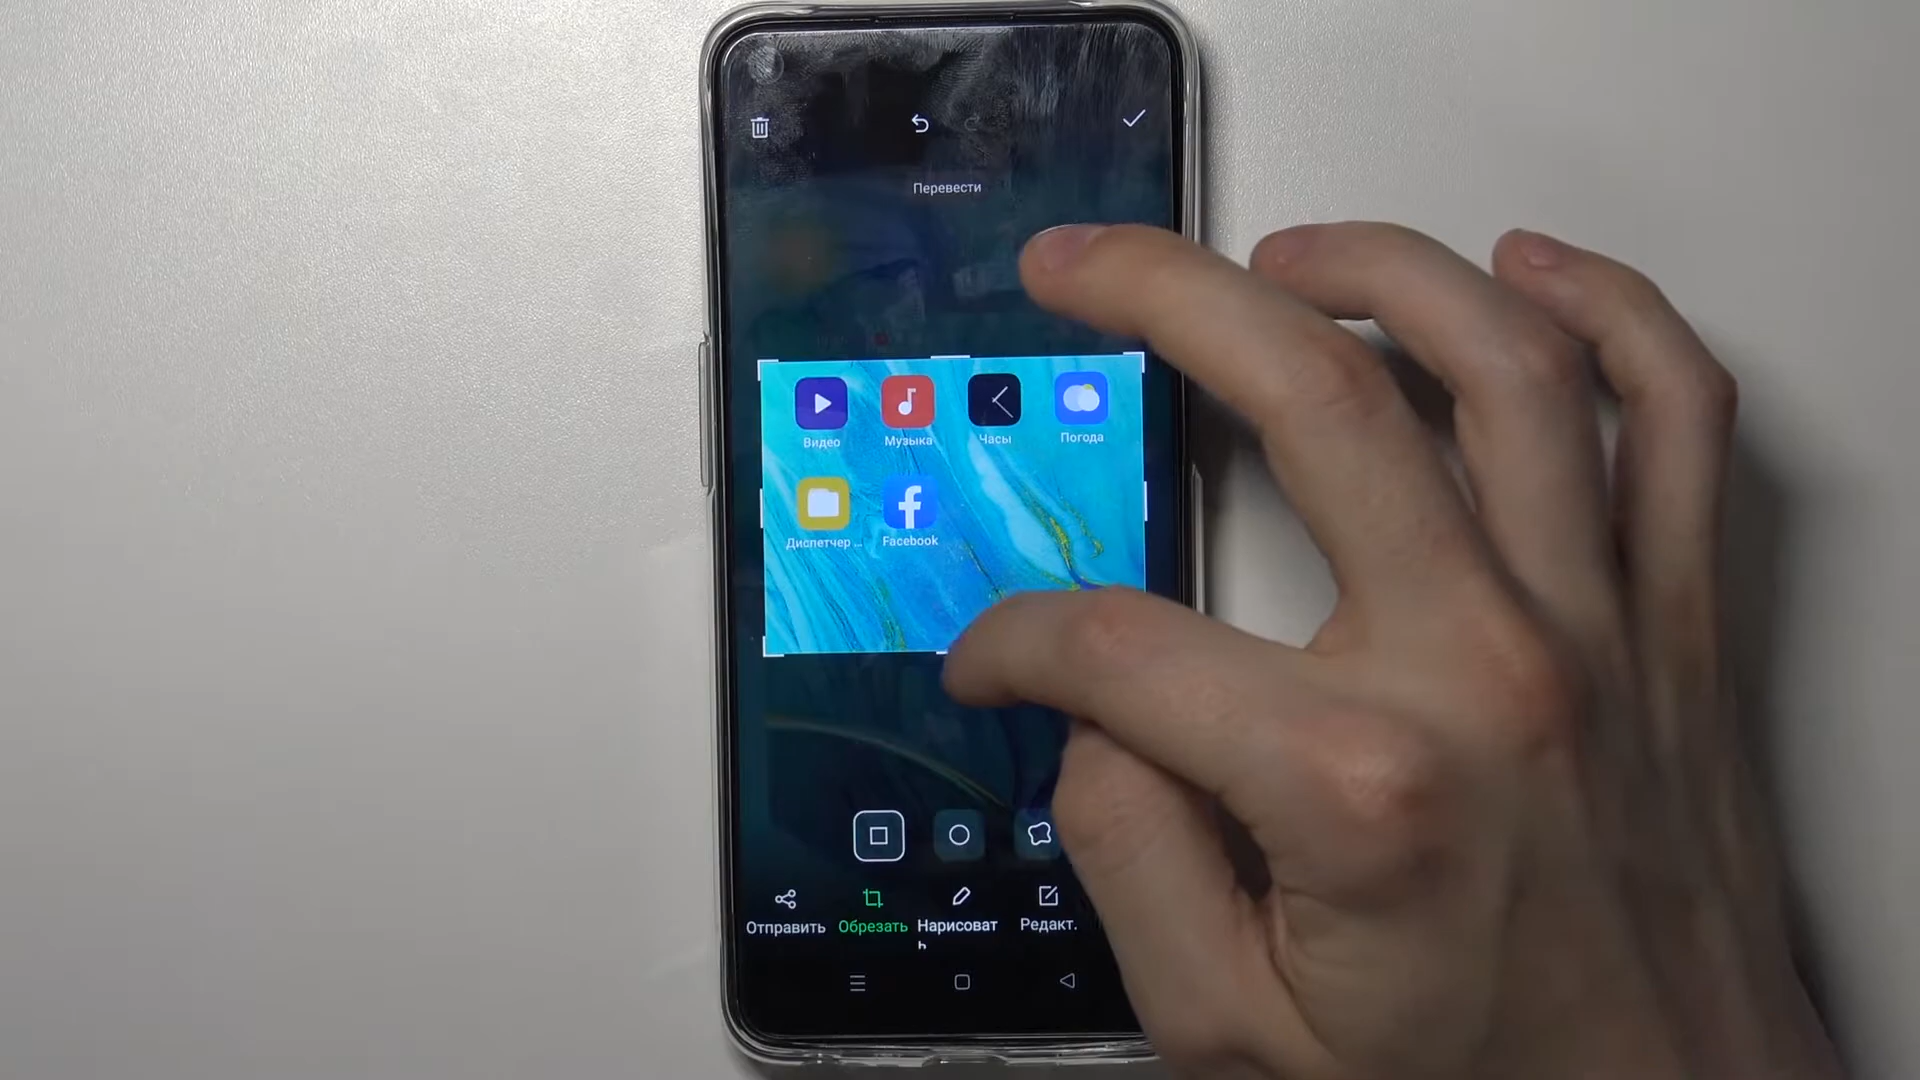 Перевести
Видео
Музыка
Часы
Погода
Диспетчер ...
Facebook
Отправить
Обрезать
Нарисоват
ь
Редакт.